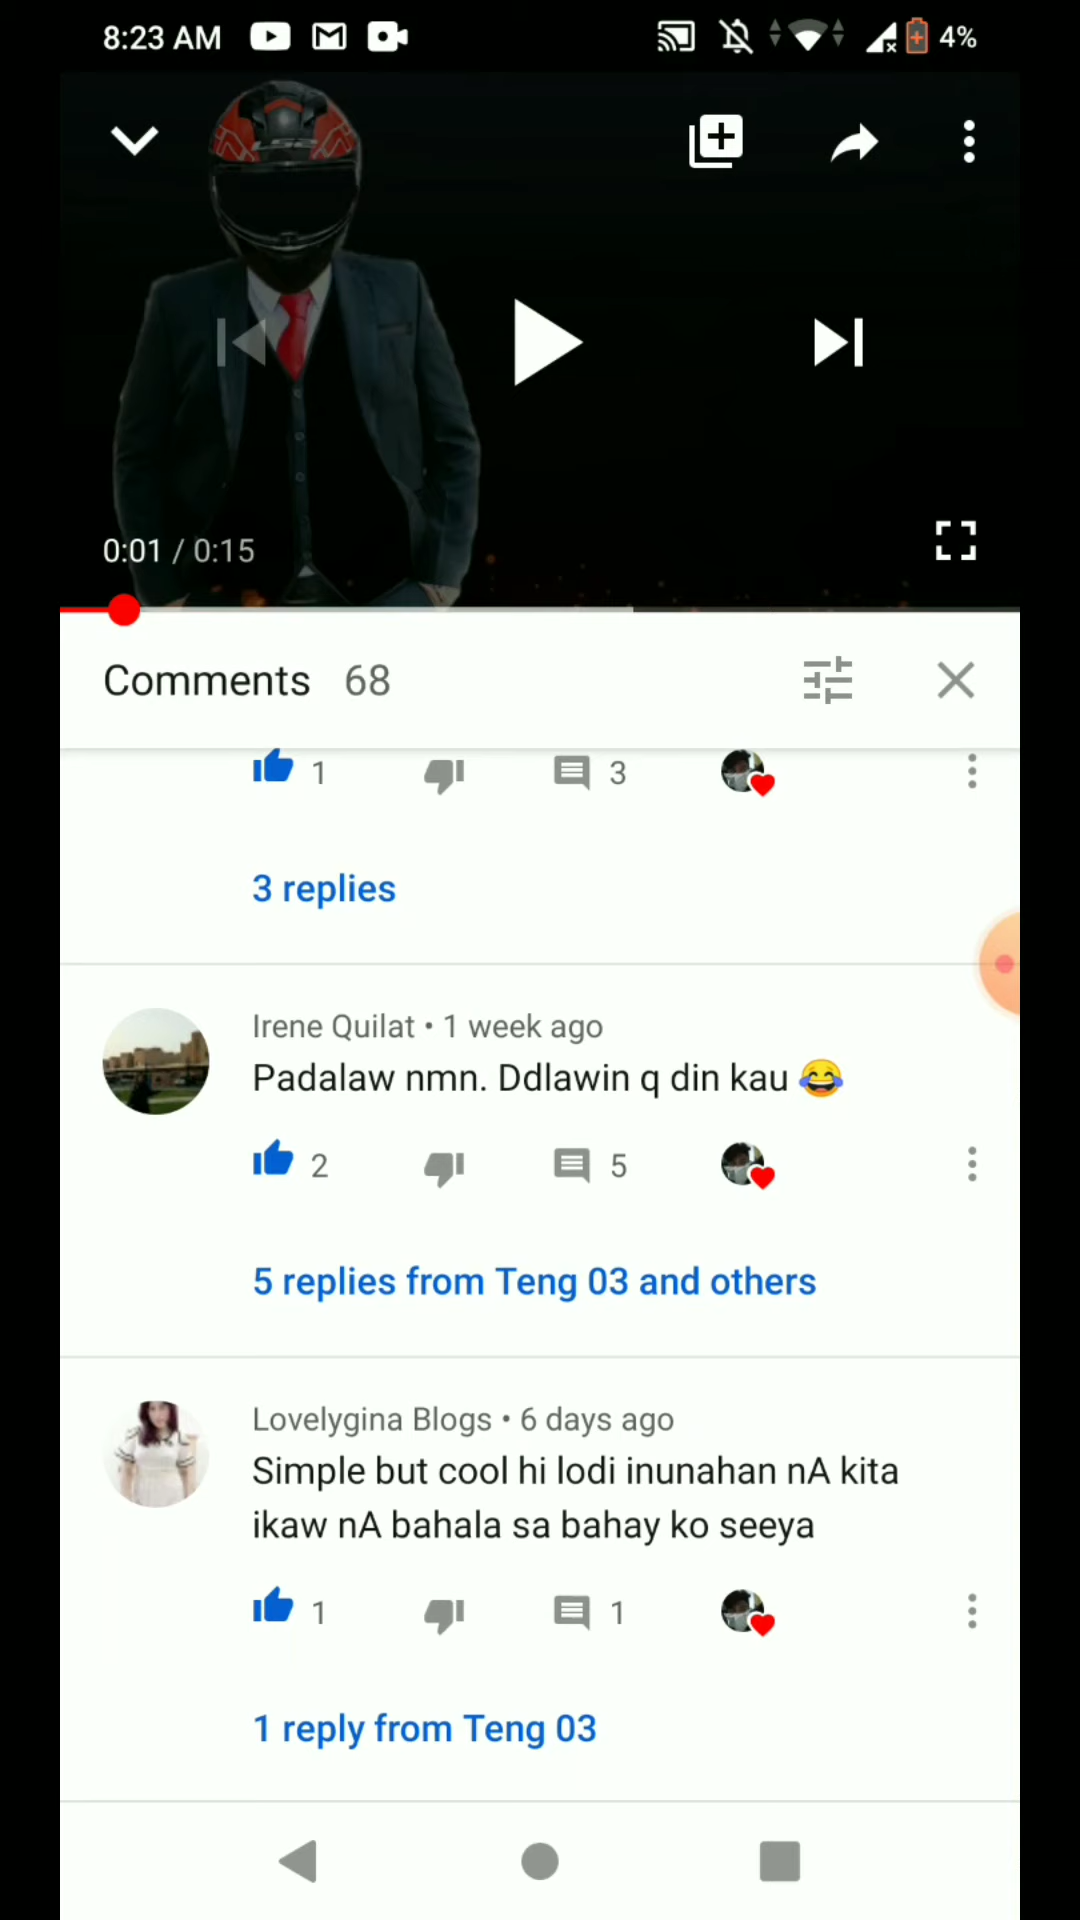 8:23 AM 4%
0:01 / 0:15
Comments 68
1 3
3 replies
Irene Quilat • 1 week ago
Padalaw nmn. Ddlawin q din kau 😂
2 5
5 replies from Teng 03 and others
Lovelygina Blogs • 6 days ago
Simple but cool hi lodi inunahan nA kita
ikaw nA bahala sa bahay ko seeya
1 1
1 reply from Teng 03